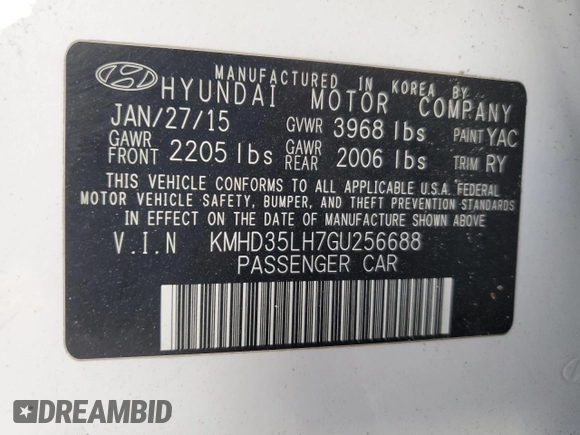 MANUFACTURED IN KOREA BY
HYUNDAI MOTOR COMPANY
JAN/27/15 GVWR 3968 lbs PAINT YAC
GAWR FRONT 2205 lbs GAWR REAR 2006 lbs TRIM RY
THIS VEHICLE CONFORMS TO ALL APPLICABLE U.S.A. FEDERAL
MOTOR VEHICLE SAFETY, BUMPER, AND THEFT PREVENTION STANDARDS
IN EFFECT ON THE DATE OF MANUFACTURE SHOWN ABOVE.
V.I.N KMHD35LH7GU256688
PASSENGER CAR
DREAMBID